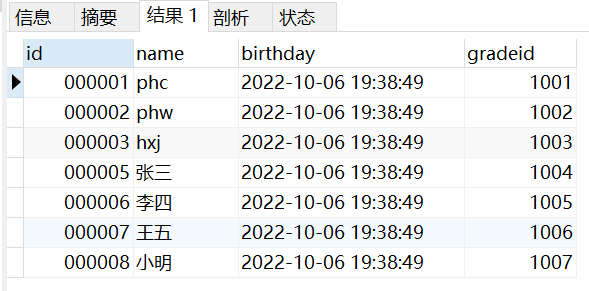 信息 摘要 结果 1 剖析 状态
id name birthday gradeid
000001 phc 2022-10-06 19:38:49 1001
000002 phw 2022-10-06 19:38:49 1002
000003 hxj 2022-10-06 19:38:49 1003
000005 张三 2022-10-06 19:38:49 1004
000006 李四 2022-10-06 19:38:49 1005
000007 王五 2022-10-06 19:38:49 1006
000008 小明 2022-10-06 19:38:49 1007